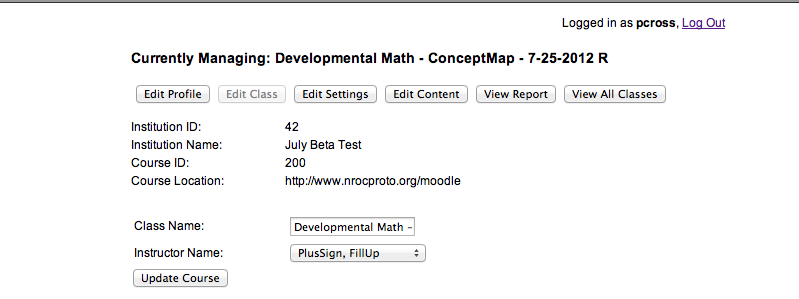 Logged in as pcross, Log Out
Currently Managing: Developmental Math - ConceptMap - 7-25-2012 R
Edit Profile Edit Class Edit Settings Edit Content View Report View All Classes
Institution ID: 42
Institution Name: July Beta Test
Course ID: 200
Course Location: http://www.nrocproto.org/moodle
Class Name: Developmental Math -
Instructor Name: PlusSign, FillUp
Update Course